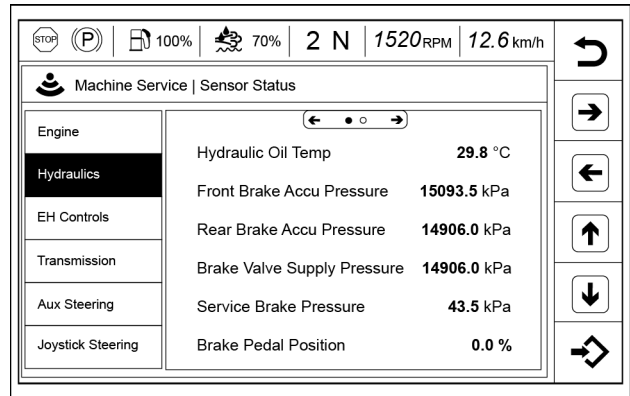 STOP P 100% 70% 2 N 1520 RPM 12.6 km/h
Machine Service | Sensor Status
Engine
Hydraulics
EH Controls
Transmission
Aux Steering
Joystick Steering
Hydraulic Oil Temp 29.8 °C
Front Brake Accu Pressure 15093.5 kPa
Rear Brake Accu Pressure 14906.0 kPa
Brake Valve Supply Pressure 14906.0 kPa
Service Brake Pressure 43.5 kPa
Brake Pedal Position 0.0 %